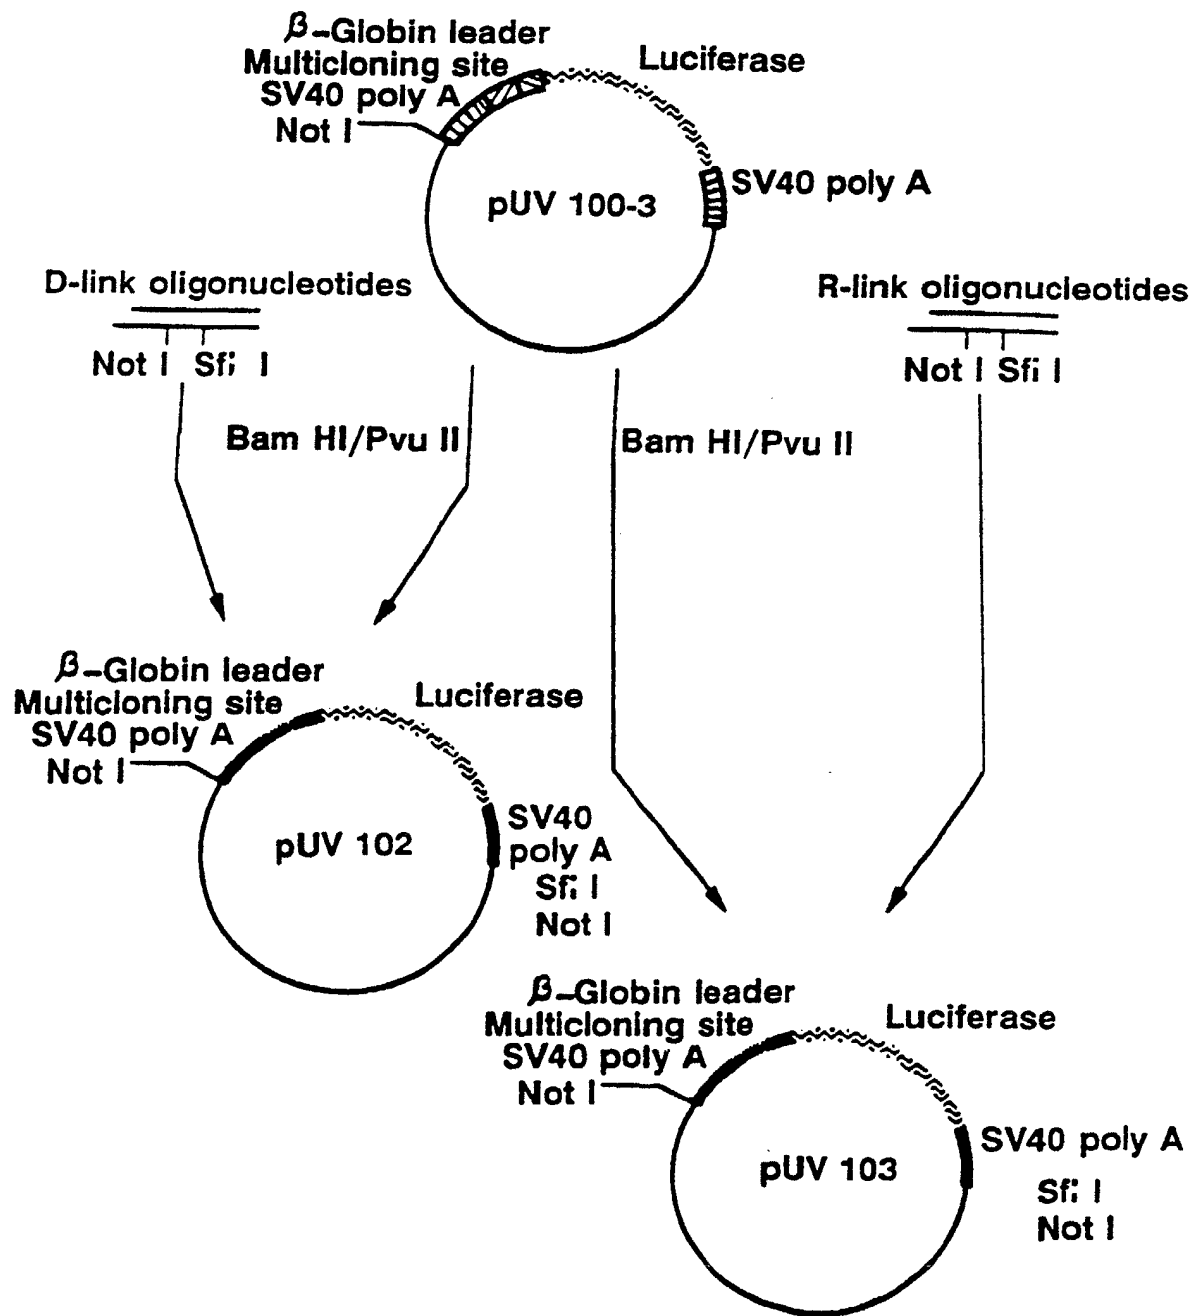 β-Globin leader
Multicloning site
SV40 poly A
Not I
Luciferase
SV40 poly A
pUV 100-3
D-link oligonucleotides
Not I Sfi I
R-link oligonucleotides
Not I Sfi I
Bam HI/Pvu II
Bam HI/Pvu II
β-Globin leader
Multicloning site
SV40 poly A
Not I
Luciferase
pUV 102
SV40
poly A
Sfi I
Not I
β-Globin leader
Multicloning site
SV40 poly A
Not I
Luciferase
pUV 103
SV40 poly A
Sfi I
Not I